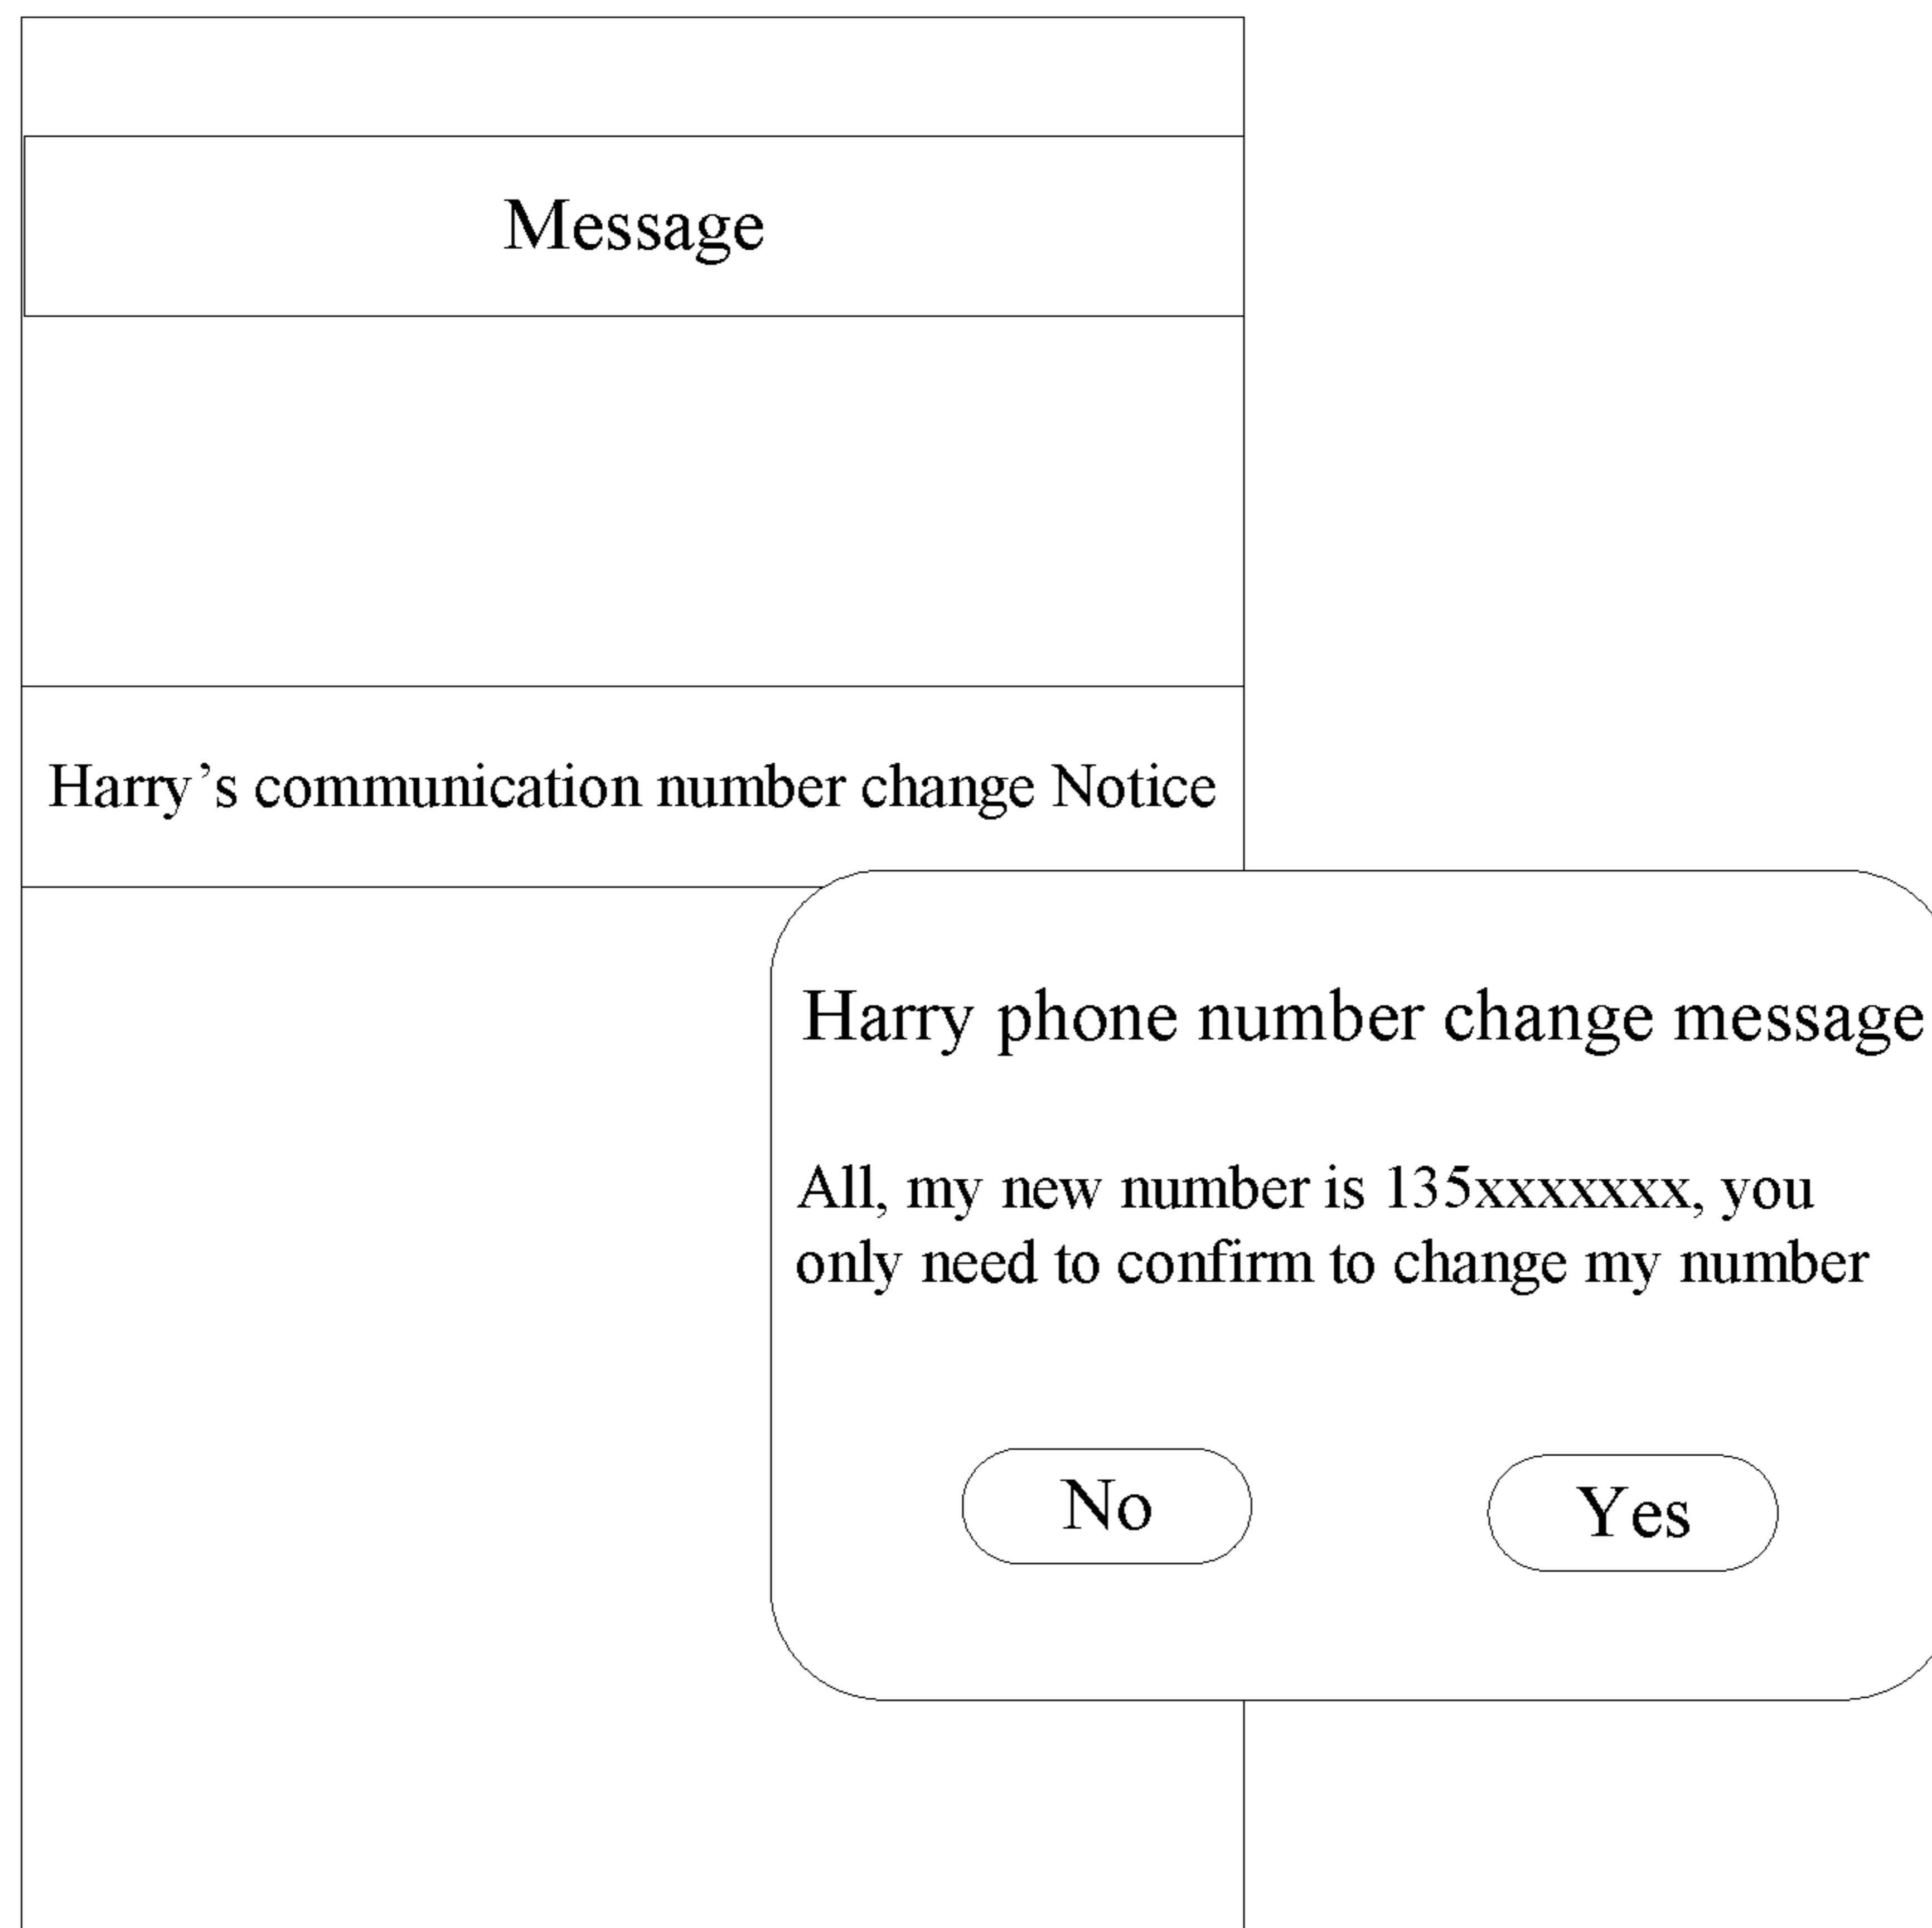 Message
Harry’s communication number change Notice
Harry phone number change message
All, my new number is 135xxxxxxx, you
only need to confirm to change my number
No
Yes